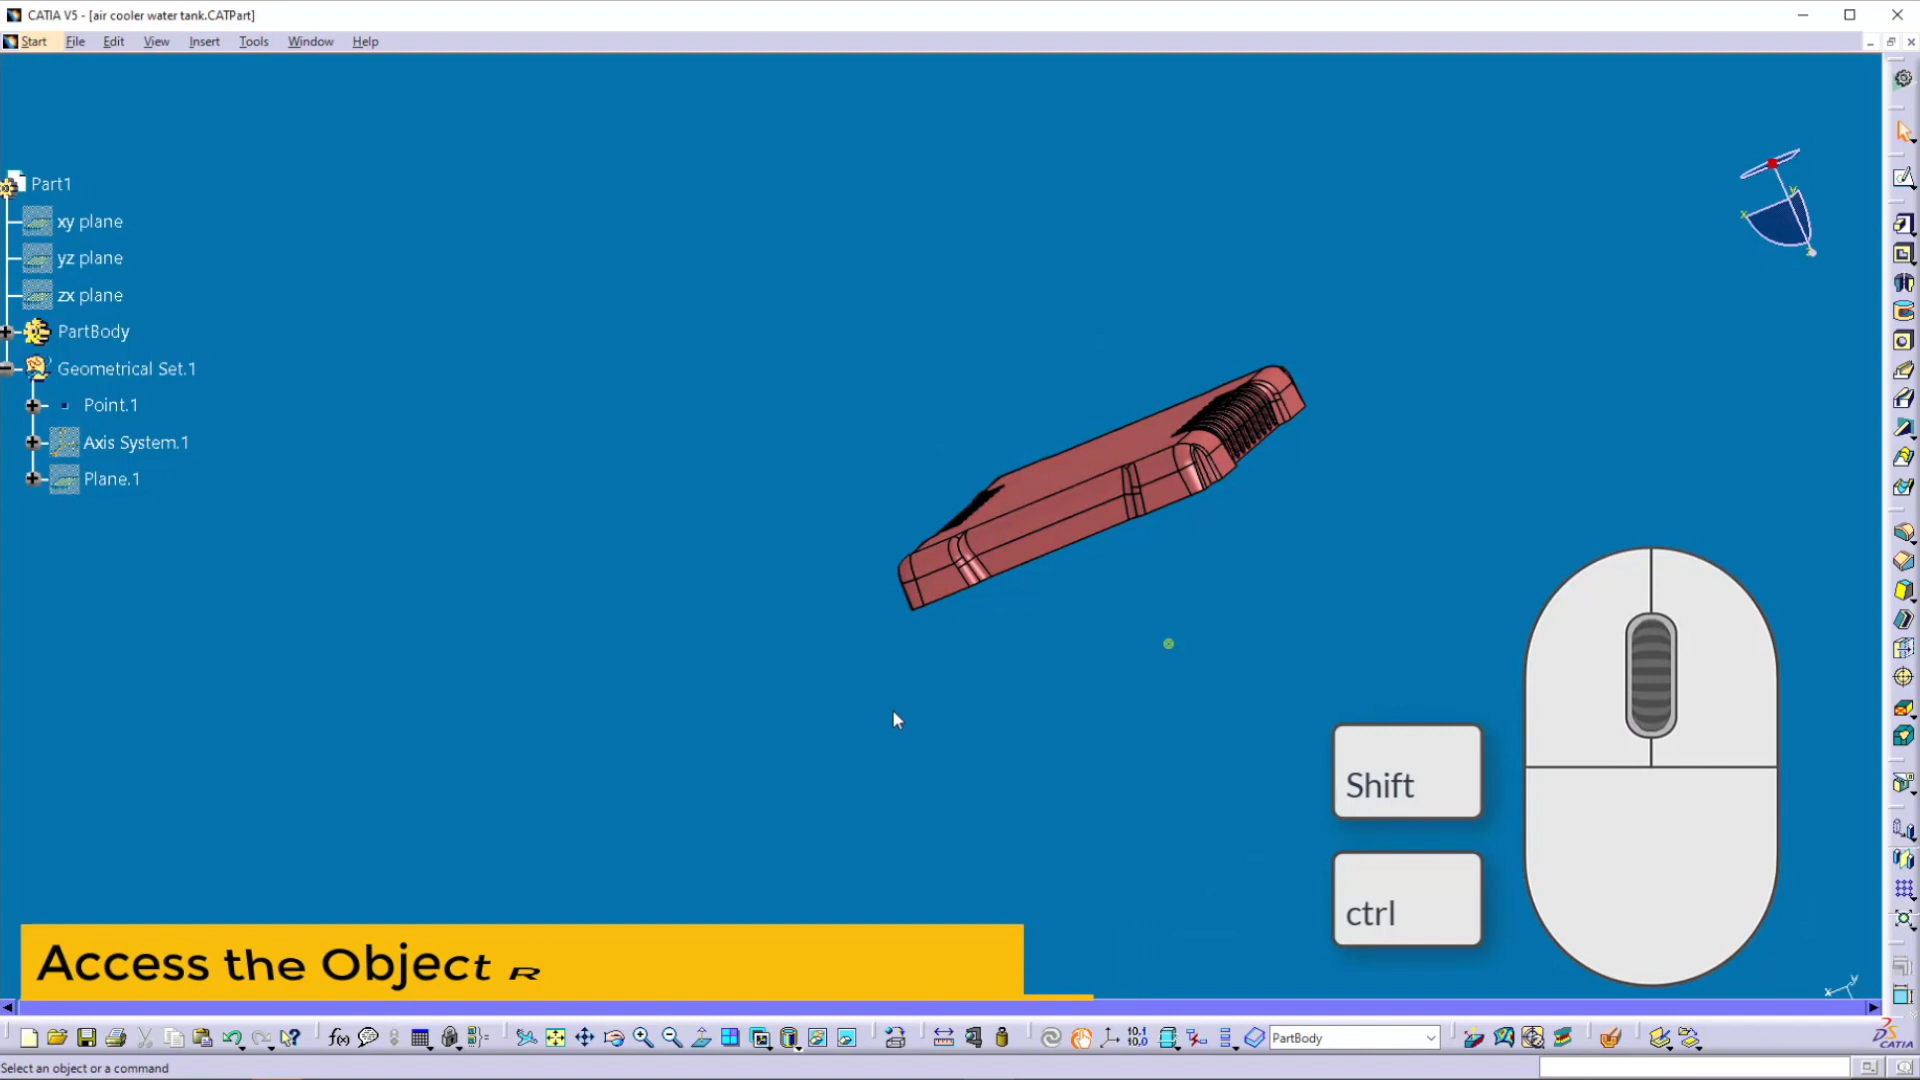 CATIA V5 - [air cooler water tank.CATPart]
Start File Edit View Insert Tools Window Help
Part1
xy plane
yz plane
zx plane
PartBody
Geometrical Set.1
Point.1
Axis System.1
Plane.1
Shift
ctrl
Access the Object R
PartBody
CATIA
Select an object or a command